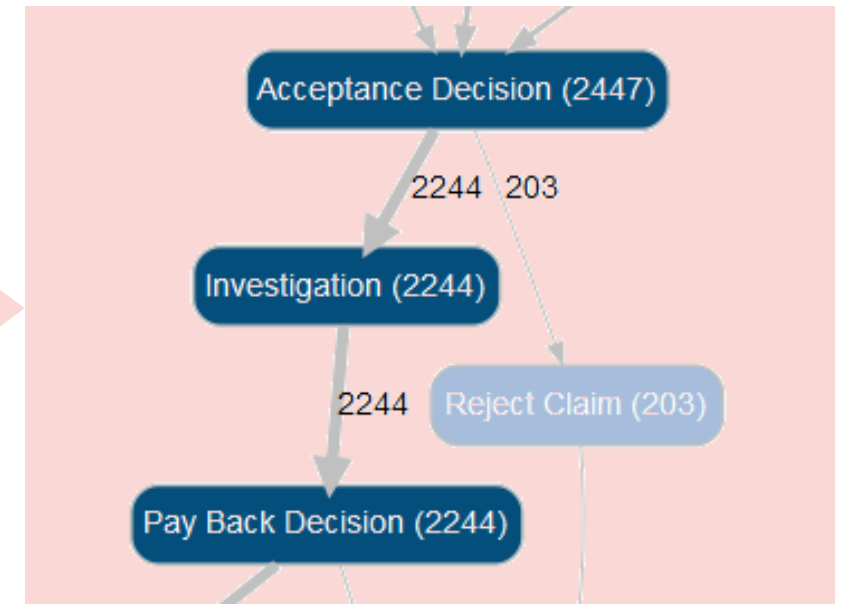 Acceptance Decision (2447)
2244 203
Investigation (2244)
2244
Reject Claim (203)
Pay Back Decision (2244)